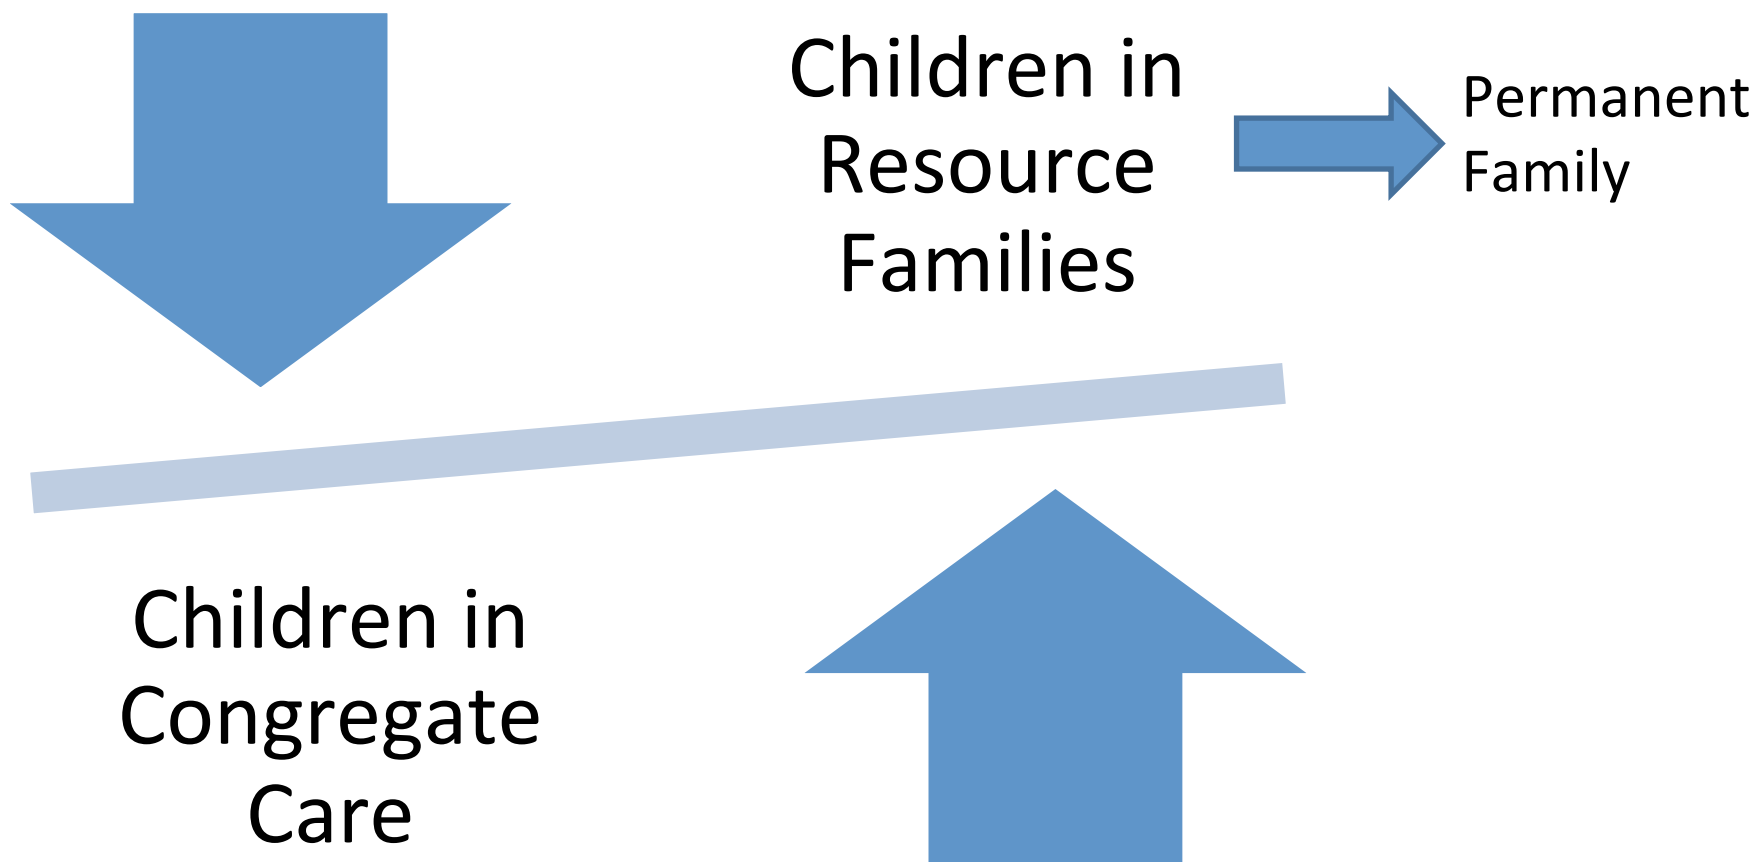 Children in
Resource
Families
Permanent
Family
Children in
Congregate
Care